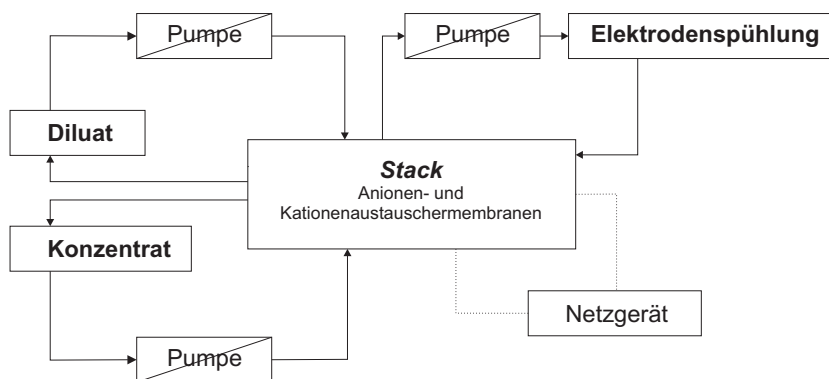 Pumpe
Pumpe
Elektrodenspühlung
Diluat
Stack
Anionen- und
Kationenaustauschermembranen
Konzentrat
Netzgerät
Pumpe